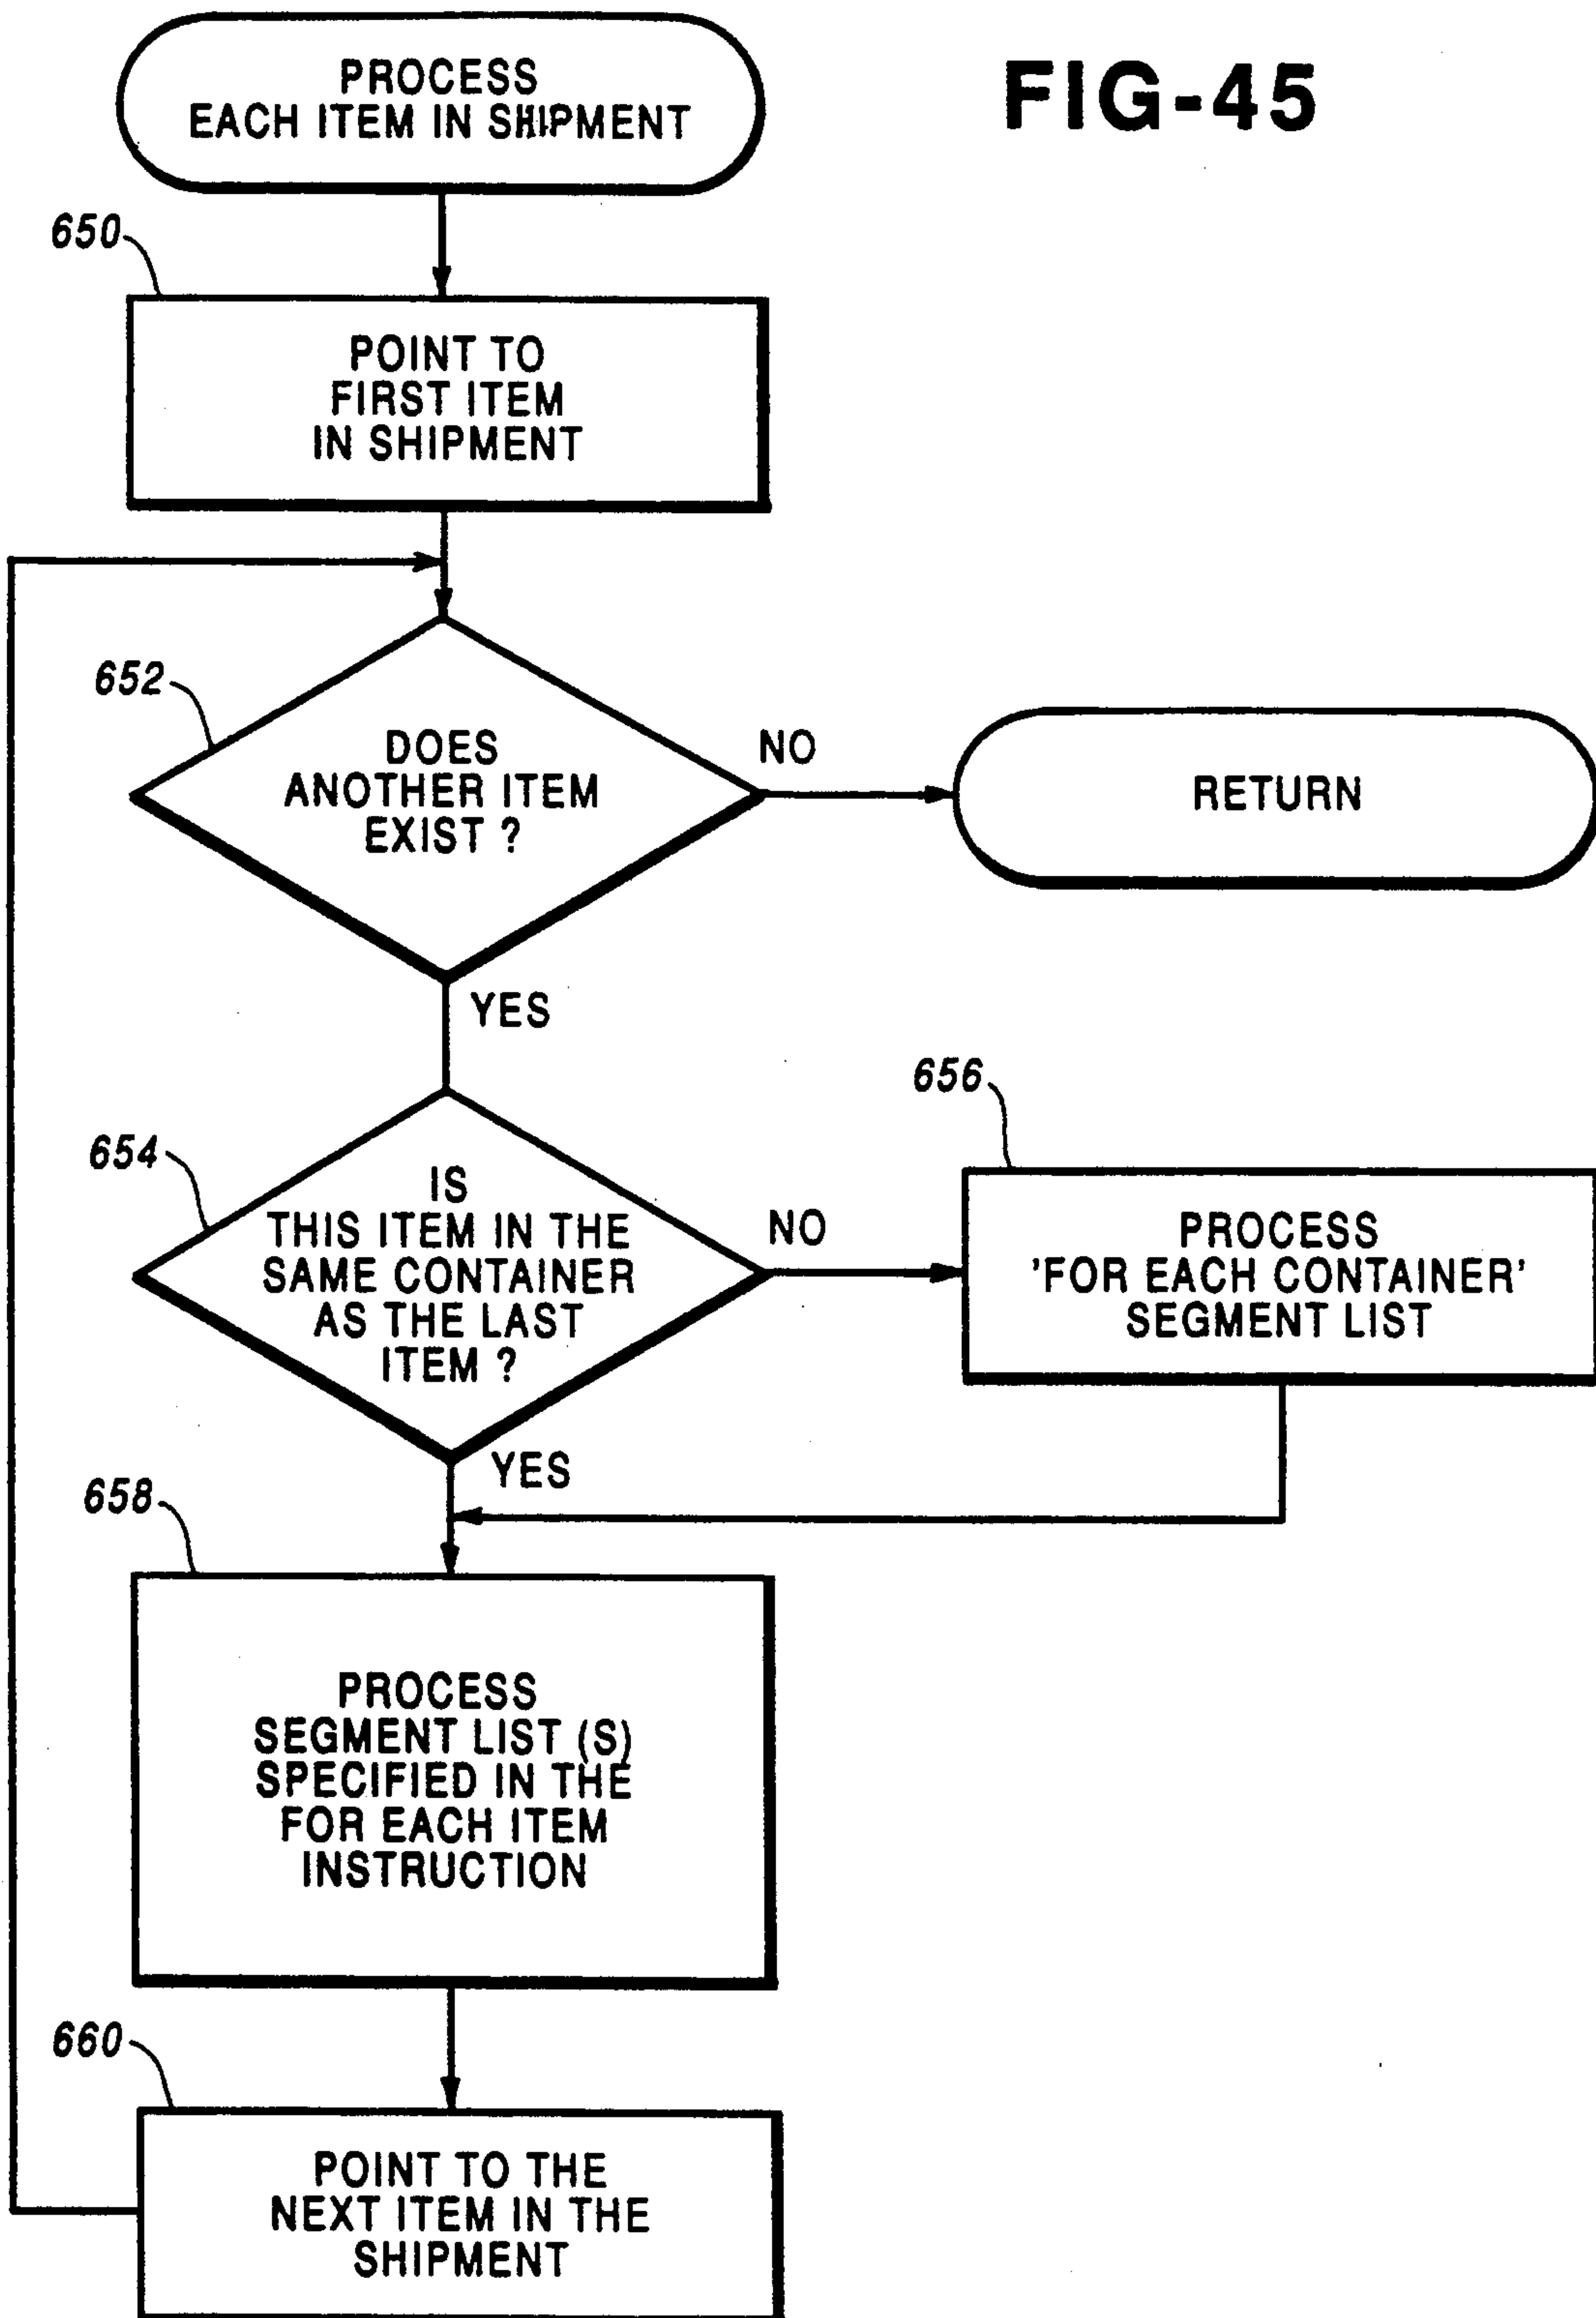 PROCESS
EACH ITEM IN SHIPMENT
FIG-45
650
POINT TO
FIRST ITEM
IN SHIPMENT
652
DOES
ANOTHER ITEM
EXIST ?
NO
RETURN
YES
654
IS
THIS ITEM IN THE
SAME CONTAINER
AS THE LAST
ITEM ?
NO
656
PROCESS
'FOR EACH CONTAINER'
SEGMENT LIST
YES
658
PROCESS
SEGMENT LIST (S)
SPECIFIED IN THE
FOR EACH ITEM
INSTRUCTION
660
POINT TO THE
NEXT ITEM IN THE
SHIPMENT